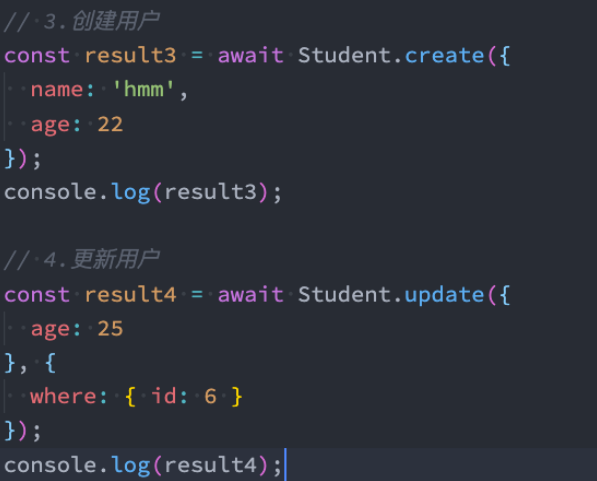 // 3.创建用户
const result3 = await Student.create({
  name: 'hmm',
  age: 22
});
console.log(result3);

// 4.更新用户
const result4 = await Student.update({
  age: 25
}, {
  where: { id: 6 }
});
console.log(result4);